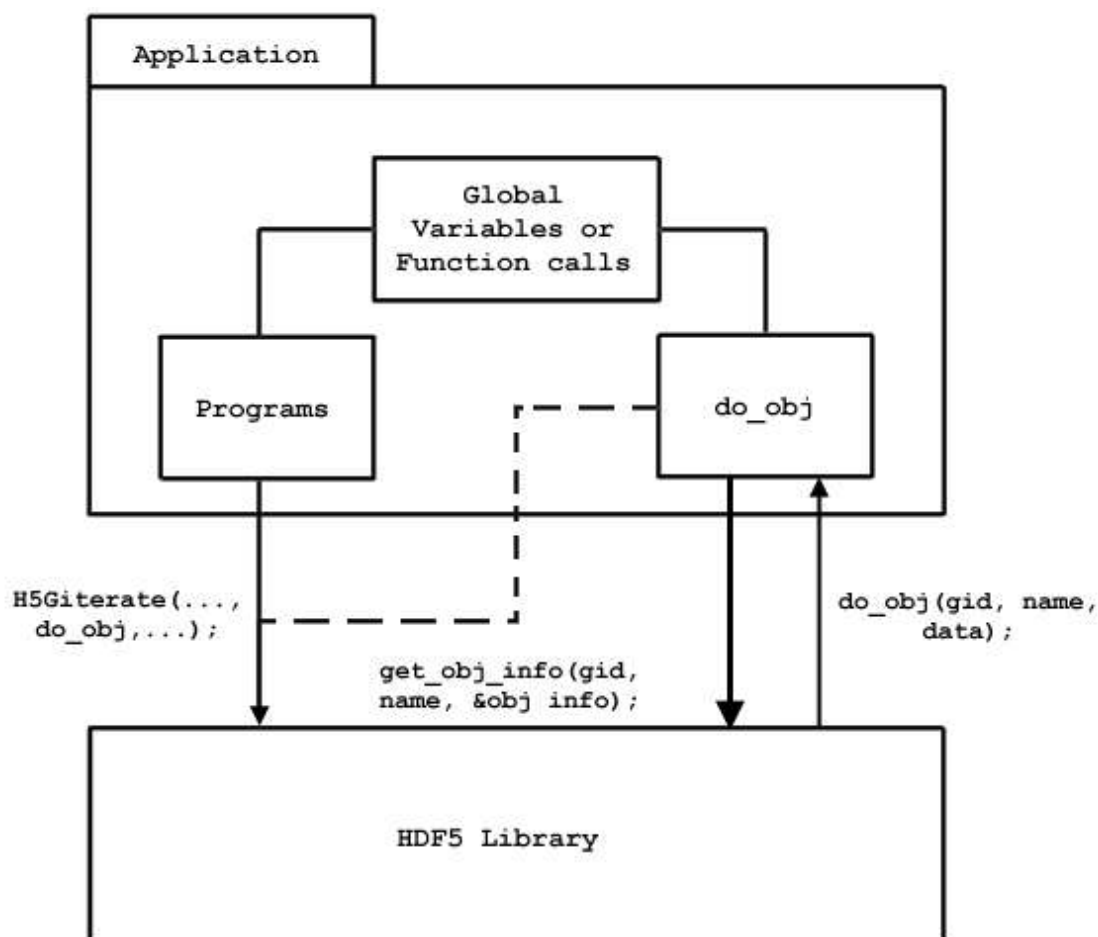 Application
Global
Variables or
Function calls
Programs
do_obj
H5Giterate(...,
do_obj,...);
do_obj(gid, name,
data);
get_obj_info(gid,
name, &obj info);
HDF5 Library